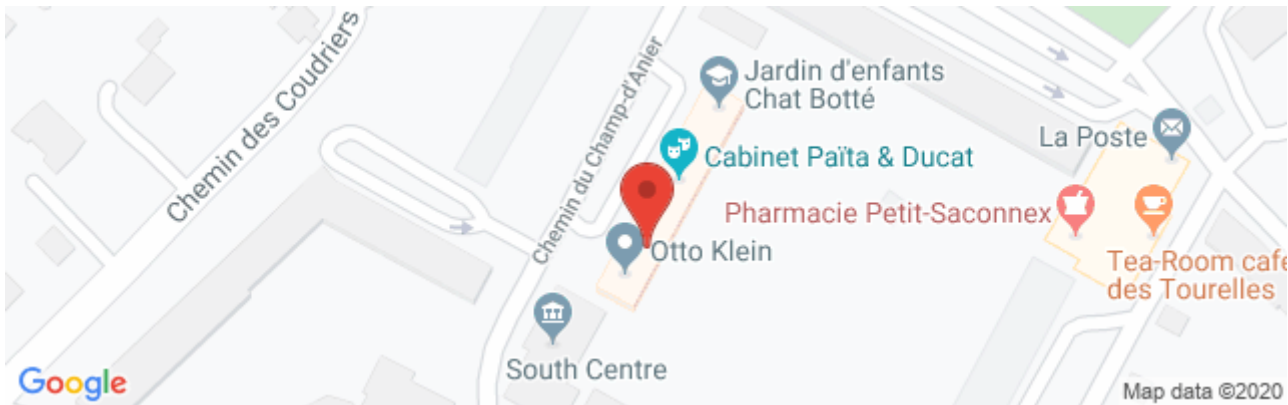 Chemin des Coudriers
Chemin du Champ-d'Anier
Jardin d'enfants
Chat Botté
La Poste
Cabinet Païta & Ducat
Pharmacie Petit-Saconnex
Otto Klein
Tea-Room café
des Tourelles
South Centre
Google
Map data ©2020